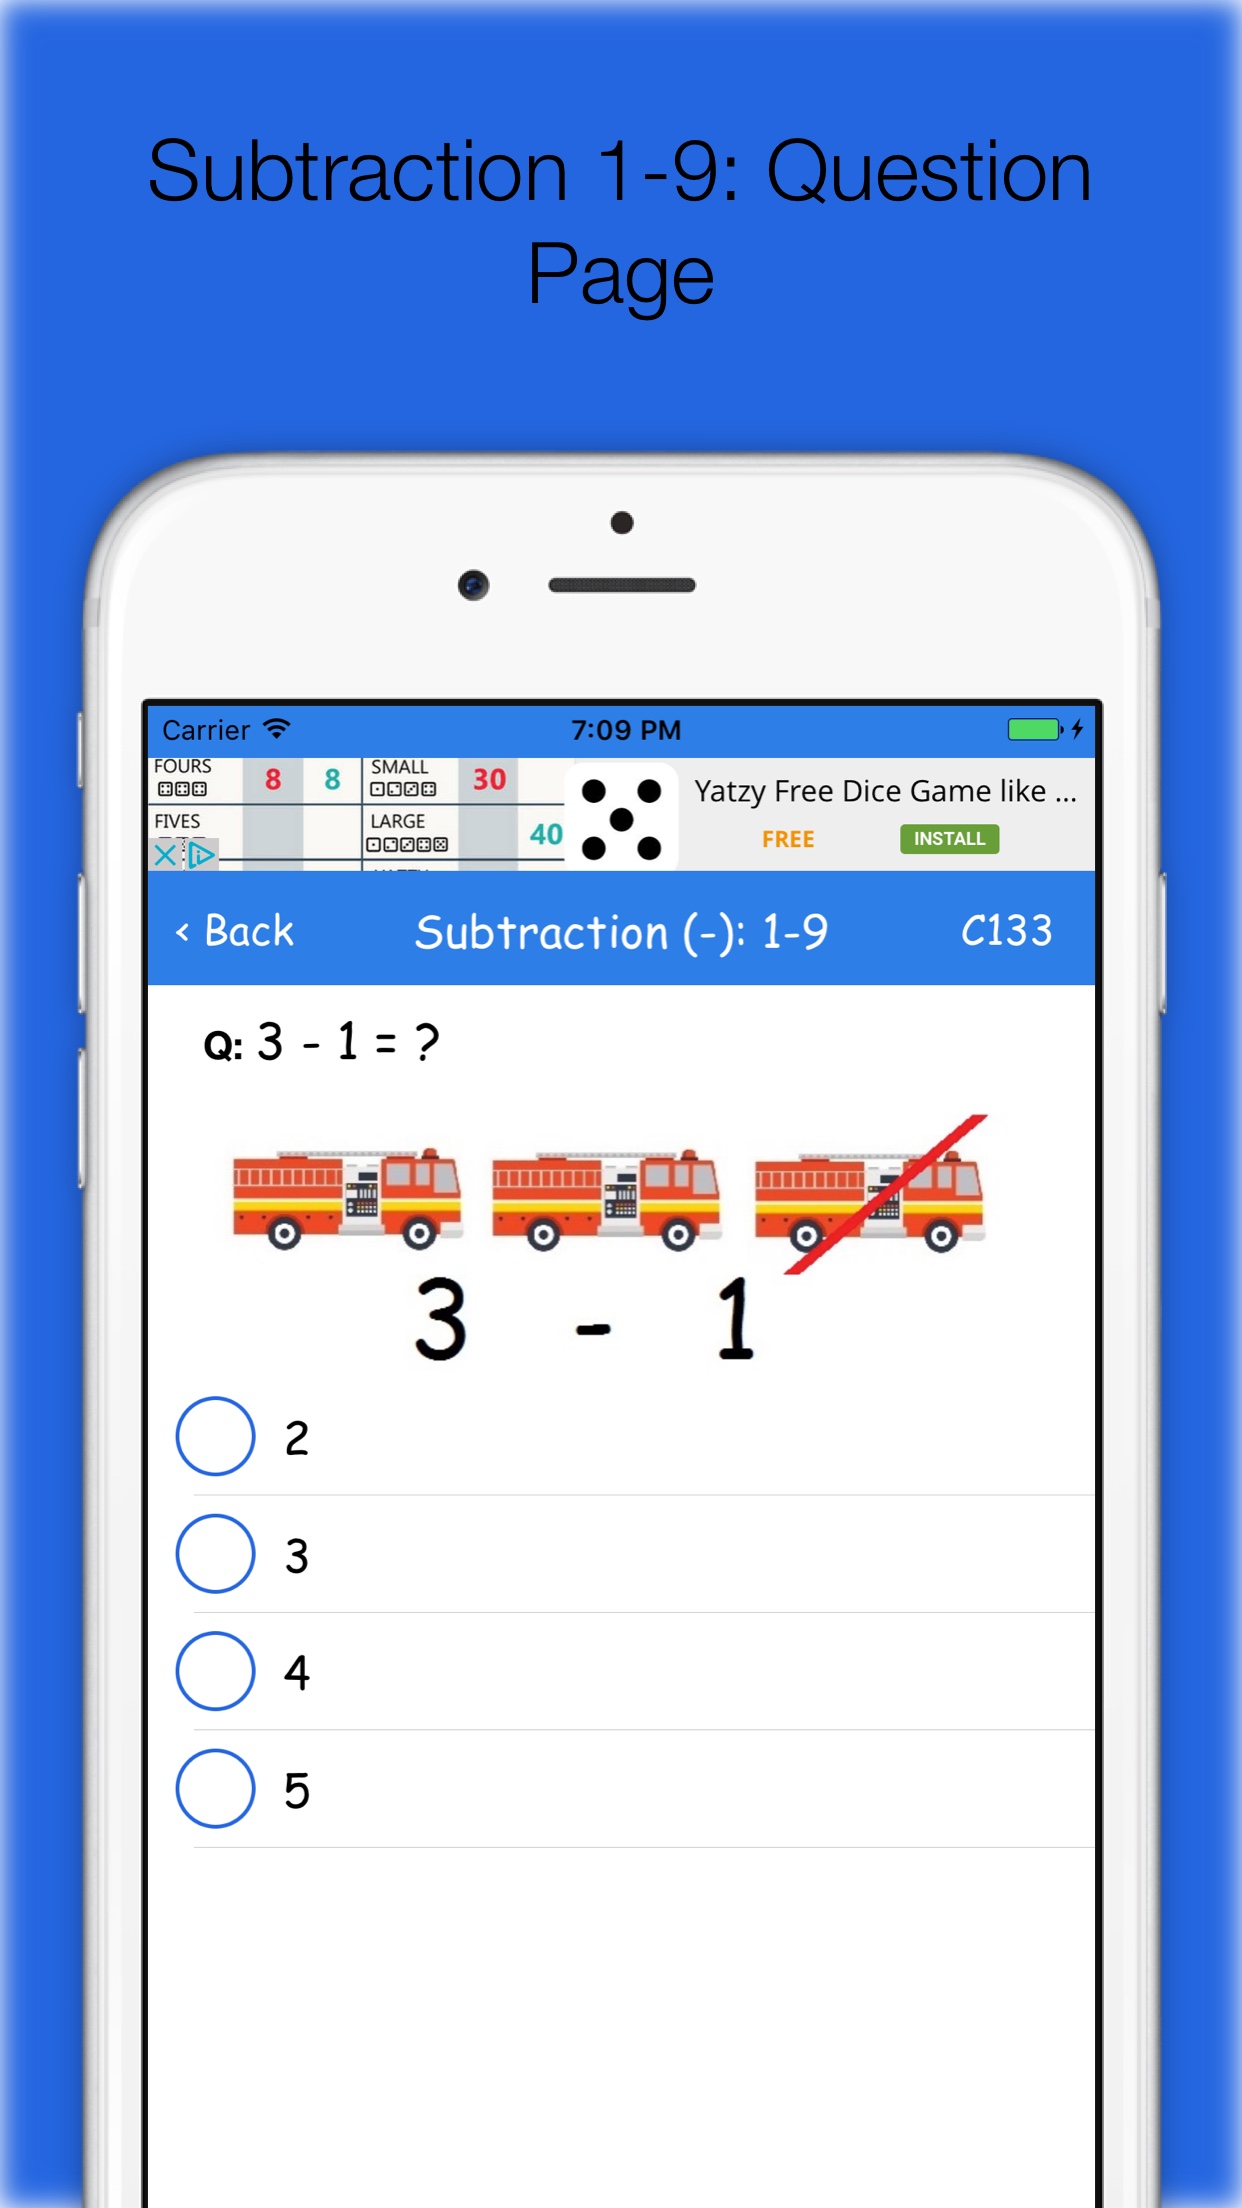 Subtraction 1-9: Question
Page
Carrier
7:09 PM
FOURS 8 8 SMALL 30
FIVES LARGE 40
Yatzy Free Dice Game like ...
FREE INSTALL
< Back Subtraction (-): 1-9 C133
Q: 3 - 1 = ?
3 - 1
2
3
4
5